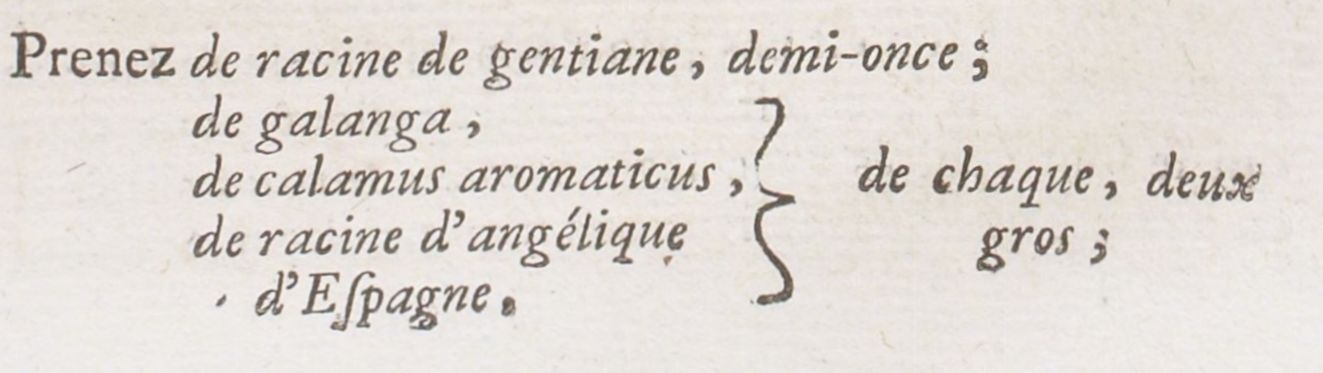 Prenez de racine de gentiane, demi-once;
de galanga,
de calamus aromaticus,
de racine d'angélique
d'Eſpagne,
de chaque, deux
gros;